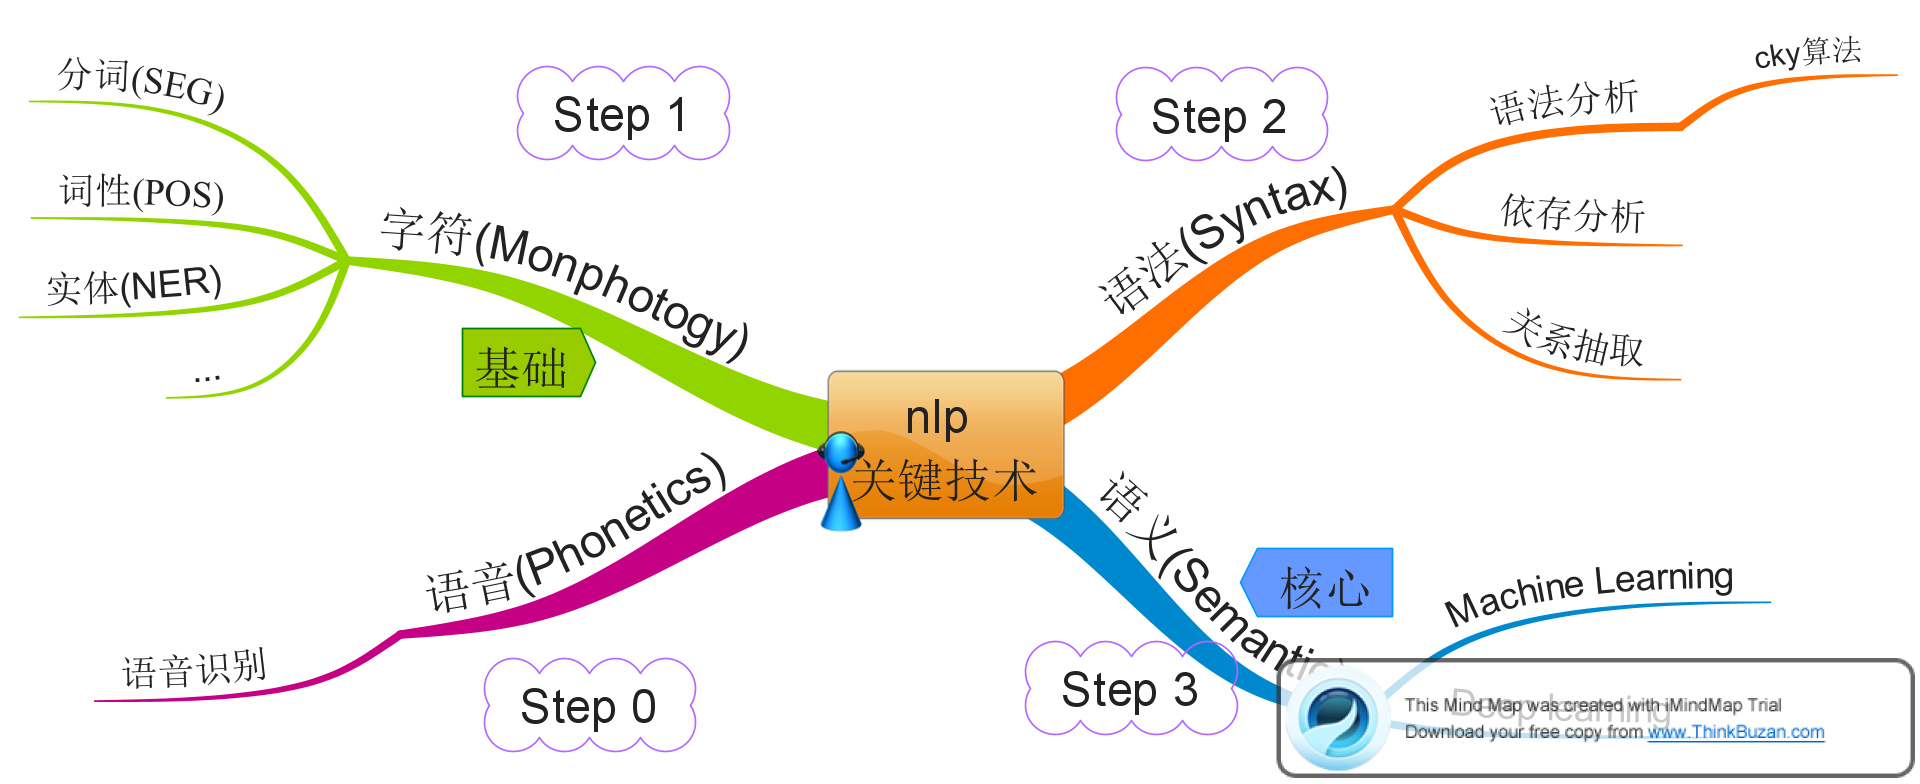 分词(SEG)
词性(POS)
实体(NER)
...
字符(Monphotogy)
Step 1
基础
语音(Phonetics)
语音识别
Step 0
nlp
关键技术
Step 2
语法(Syntax)
语法分析
cky算法
依存分析
关系抽取
语义(Semantic)
核心
Step 3
Machine Learning
Deep learning
This Mind Map was created with iMindMap Trial
Download your free copy from www.ThinkBuzan.com